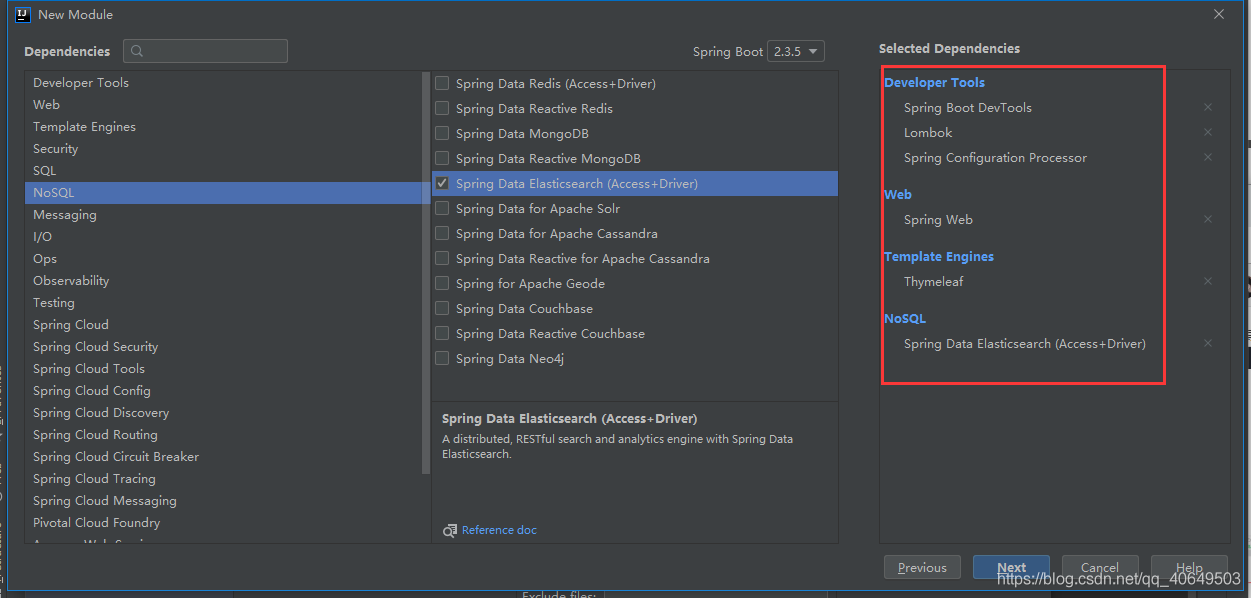 New Module
Dependencies
Spring Boot 2.3.5
Selected Dependencies
Developer Tools
Web
Template Engines
Security
SQL
NoSQL
Messaging
I/O
Ops
Observability
Testing
Spring Cloud
Spring Cloud Security
Spring Cloud Tools
Spring Cloud Config
Spring Cloud Discovery
Spring Cloud Routing
Spring Cloud Circuit Breaker
Spring Cloud Tracing
Spring Cloud Messaging
Pivotal Cloud Foundry
Spring Data Redis (Access+Driver)
Spring Data Reactive Redis
Spring Data MongoDB
Spring Data Reactive MongoDB
Spring Data Elasticsearch (Access+Driver)
Spring Data for Apache Solr
Spring Data for Apache Cassandra
Spring Data Reactive for Apache Cassandra
Spring for Apache Geode
Spring Data Couchbase
Spring Data Reactive Couchbase
Spring Data Neo4j
Spring Data Elasticsearch (Access+Driver)
A distributed, RESTful search and analytics engine with Spring Data
Elasticsearch.
Reference doc
Developer Tools
Spring Boot DevTools
Lombok
Spring Configuration Processor
Web
Spring Web
Template Engines
Thymeleaf
NoSQL
Spring Data Elasticsearch (Access+Driver)
Previous
Next
Cancel
Help
https://blog.csdn.net/qq_40649503
Exclude files: